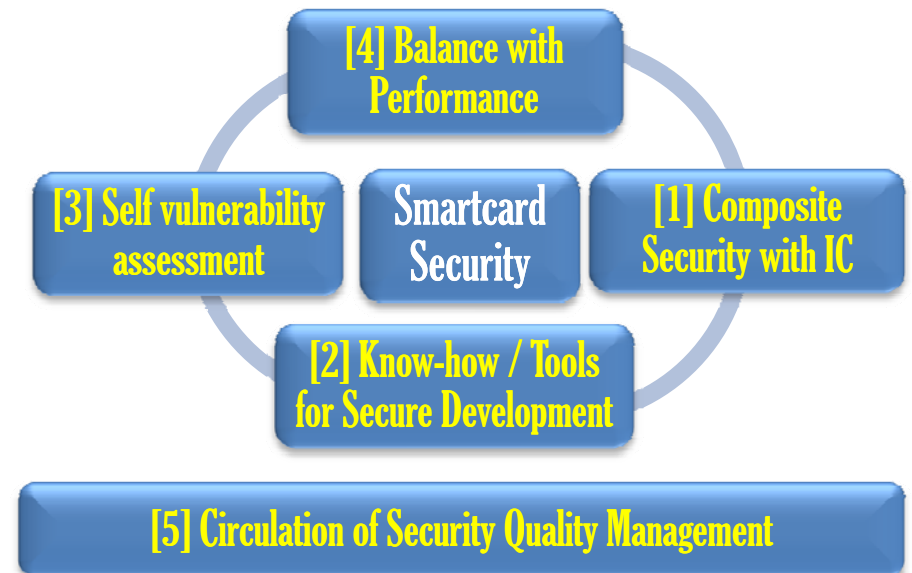 [4] Balance with
Performance
[3] Self vulnerability
assessment
Smartcard
Security
[1] Composite
Security with IC
[2] Know-how / Tools
for Secure Development
[5] Circulation of Security Quality Management